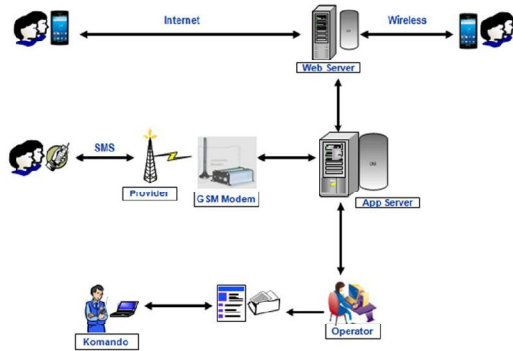 Internet
Wireless
Web Server
SMS
Provider
GSM Modem
App Server
Komando
Operator